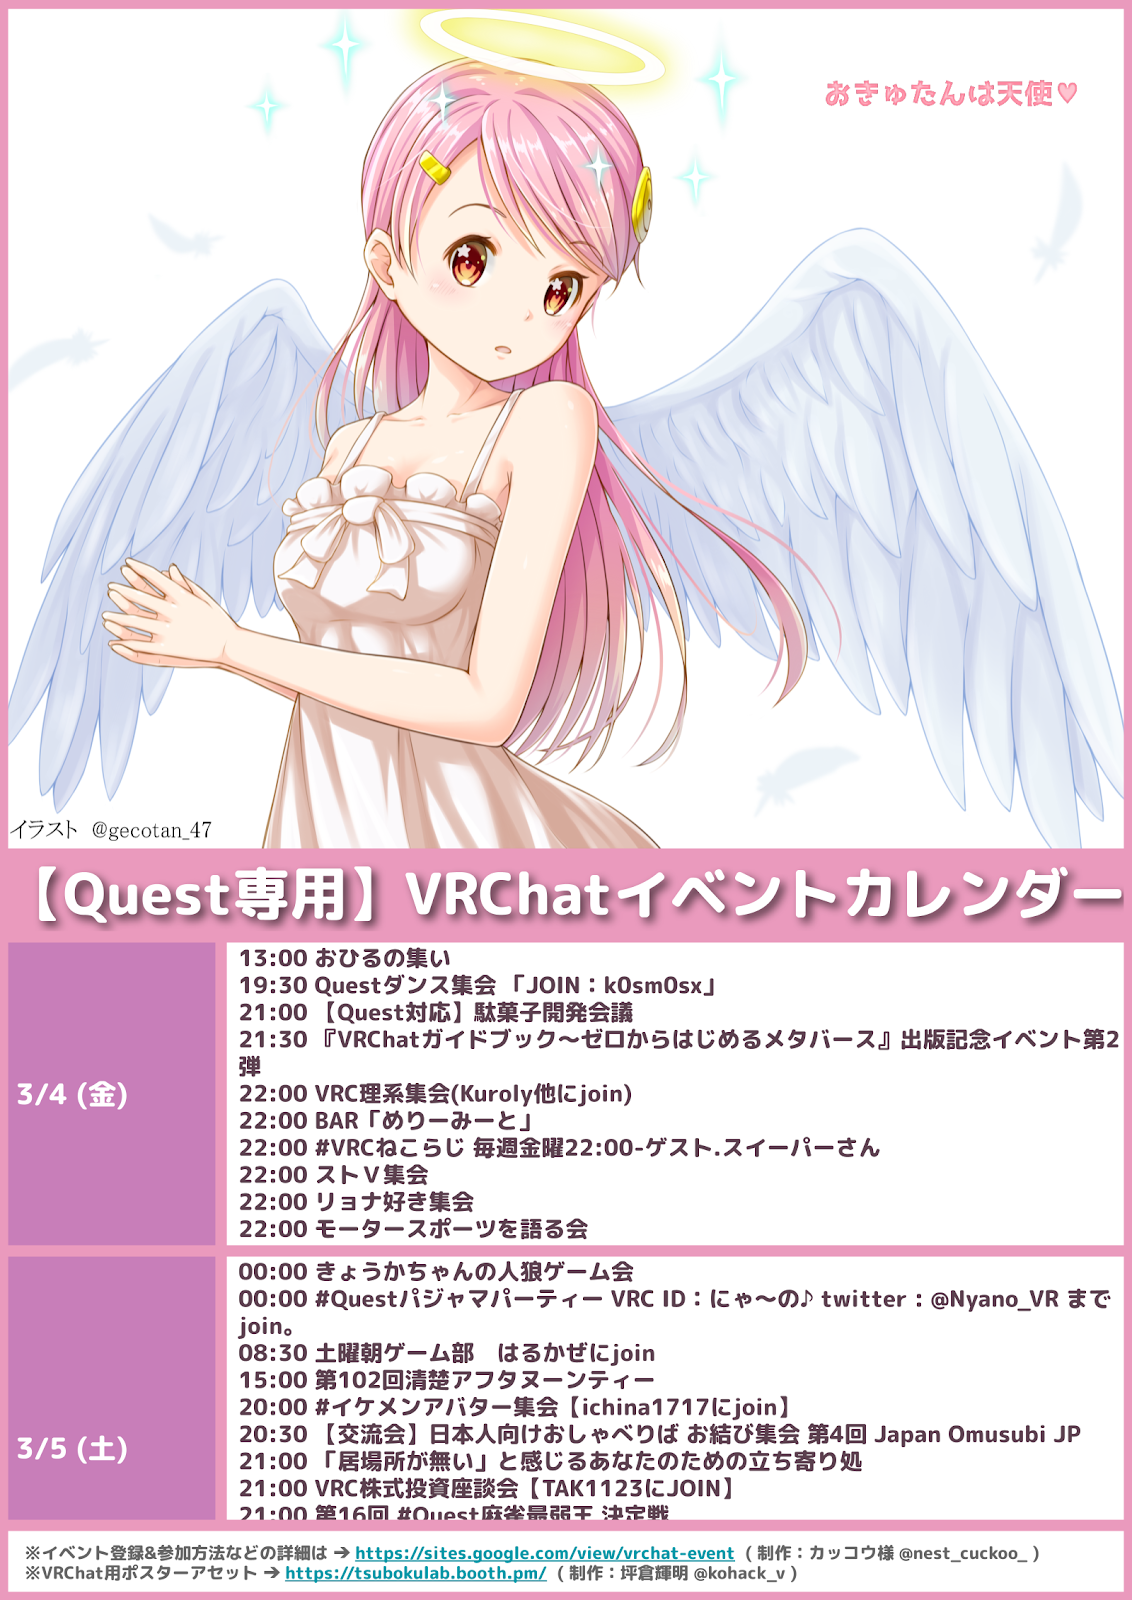 おきゅたんは天使♥
イラスト @gecotan_47
【Quest専用】VRChatイベントカレンダー
3/4 (金)
13:00 おひるの集い
19:30 Questダンス集会 「JOIN：k0sm0sx」
21:00 【Quest対応】駄菓子開発会議
21:30 『VRChatガイドブック～ゼロからはじめるメタバース』出版記念イベント第2
弾
22:00 VRC理系集会(Kuroly他にjoin)
22:00 BAR「めりーみーと」
22:00 #VRCねこらじ 毎週金曜22:00-ゲスト.スイーパーさん
22:00 ストＶ集会
22:00 リョナ好き集会
22:00 モータースポーツを語る会
3/5 (土)
00:00 きょうかちゃんの人狼ゲーム会
00:00 #Questパジャマパーティー VRC ID：にゃ～の♪ twitter：@Nyano_VR まで
join。
08:30 土曜朝ゲーム部　はるかぜにjoin
15:00 第102回清楚アフタヌーンティー
20:00 #イケメンアバター集会【ichina1717にjoin】
20:30 【交流会】日本人向けおしゃべりば お結び集会 第4回 Japan Omusubi JP
21:00 「居場所が無い」と感じるあなたのための立ち寄り処
21:00 VRC株式投資座談会【TAK1123にJOIN】
21:00 第16回 #Quest麻雀最弱王 決定戦
※イベント登録&参加方法などの詳細は → https://sites.google.com/view/vrchat-event （ 制作：カッコウ様 @nest_cuckoo_ ）
※VRChat用ポスターアセット → https://tsubokulab.booth.pm/ （ 制作：坪倉輝明 @kohack_v ）